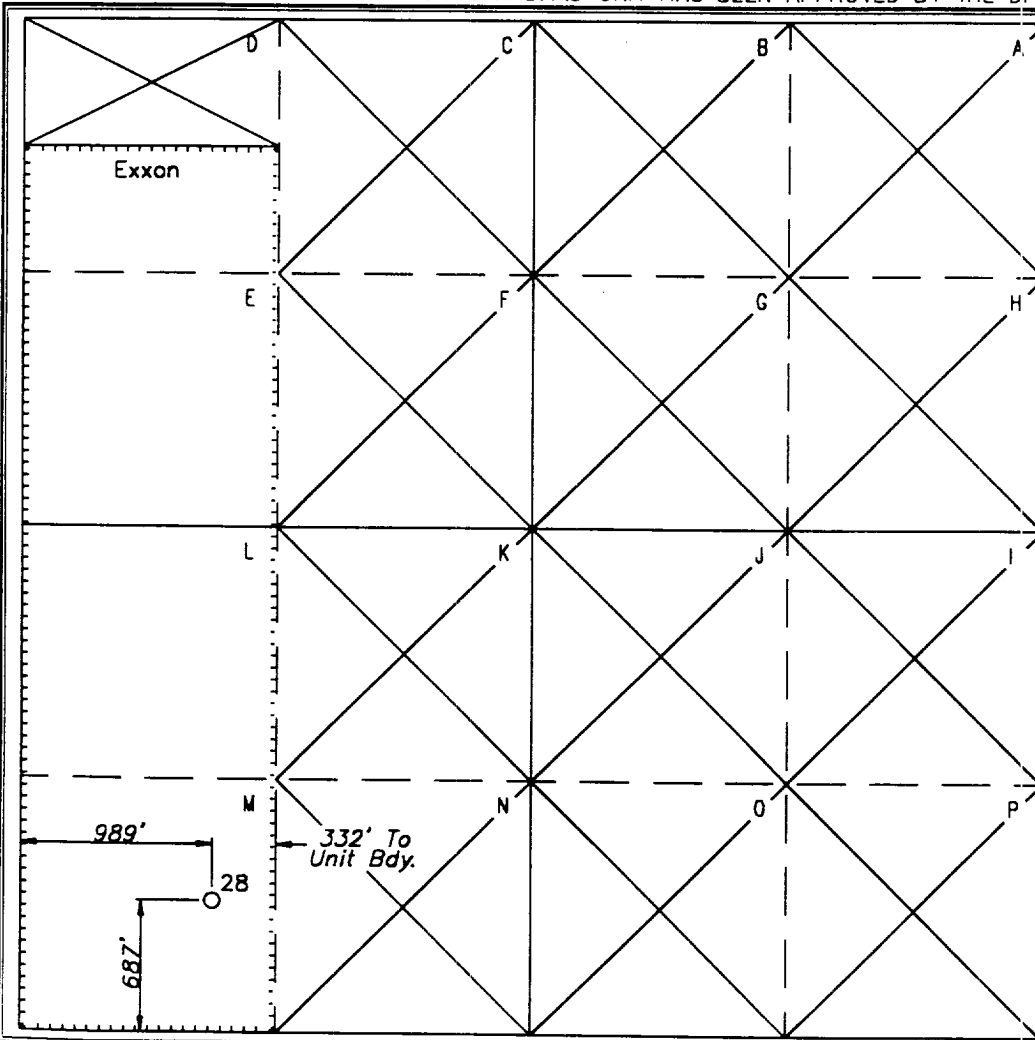 D C B A
Exxon
E F G H
L K J I
M N O P
989'
332' To
Unit Bdy.
28
687'